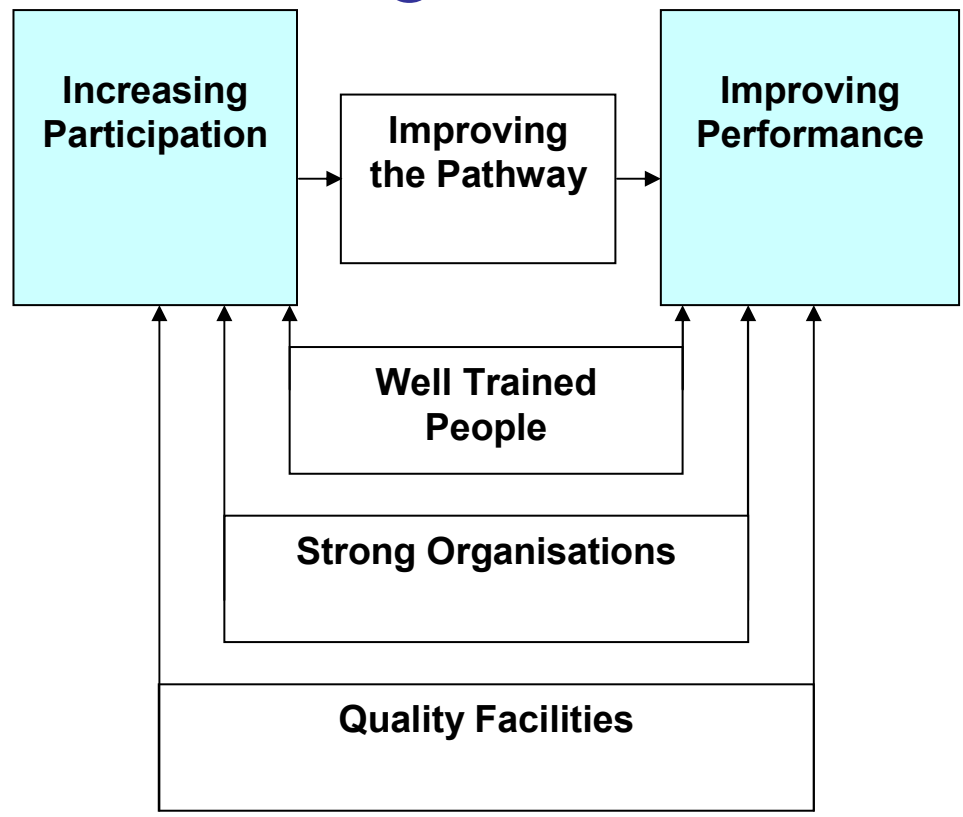 Increasing
Participation
Improving
the Pathway
Improving
Performance
Well Trained
People
Strong Organisations
Quality Facilities